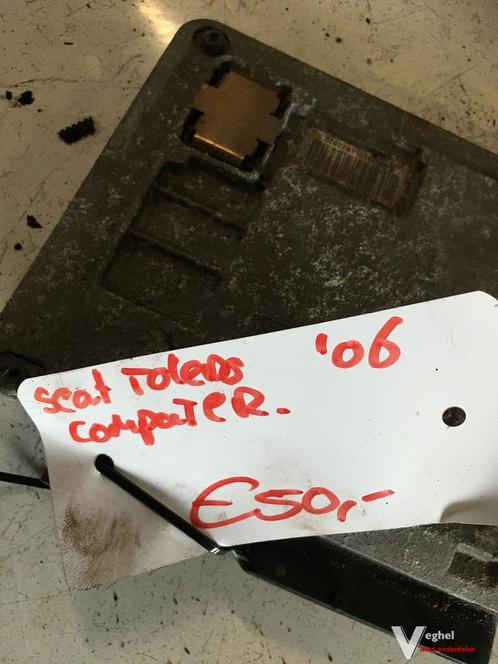 seat Toledo '06
computer.
€50,-
Veghel
auto onderdelen